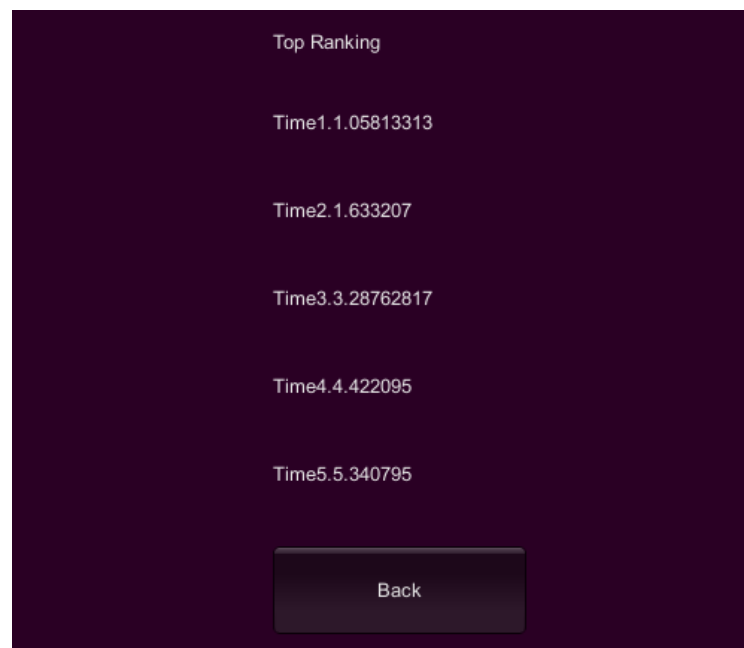 Top Ranking
Time1.1.05813313
Time2.1.633207
Time3.3.28762817
Time4.4.422095
Time5.5.340795
Back